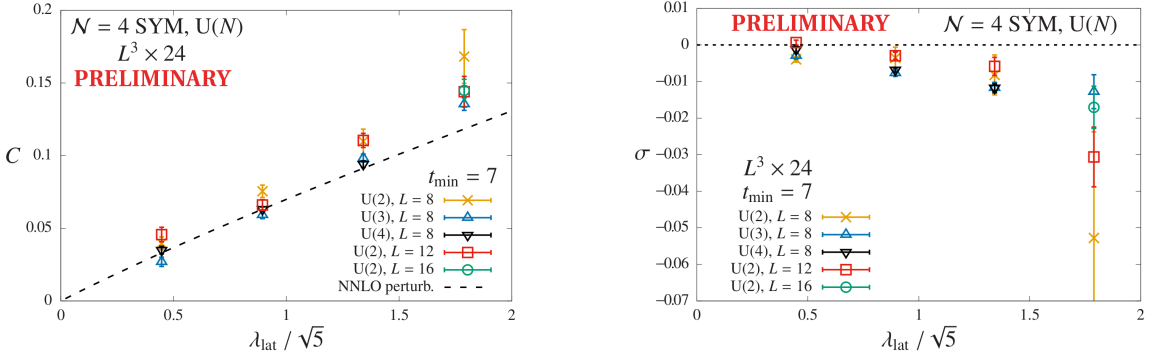 𝒩 = 4 SYM, U(N)
L³ × 24
PRELIMINARY
0.15
0.1
0.05
0
C
t_min = 7
U(2), L = 8
U(3), L = 8
U(4), L = 8
U(2), L = 12
U(2), L = 16
NNLO perturb.
0 0.5 1 1.5 2
λ_lat / √5
PRELIMINARY 𝒩 = 4 SYM, U(N)
0.01
0
−0.01
−0.02
−0.03
−0.04
−0.05
−0.06
−0.07
σ
L³ × 24
t_min = 7
U(2), L = 8
U(3), L = 8
U(4), L = 8
U(2), L = 12
U(2), L = 16
0 0.5 1 1.5 2
λ_lat / √5